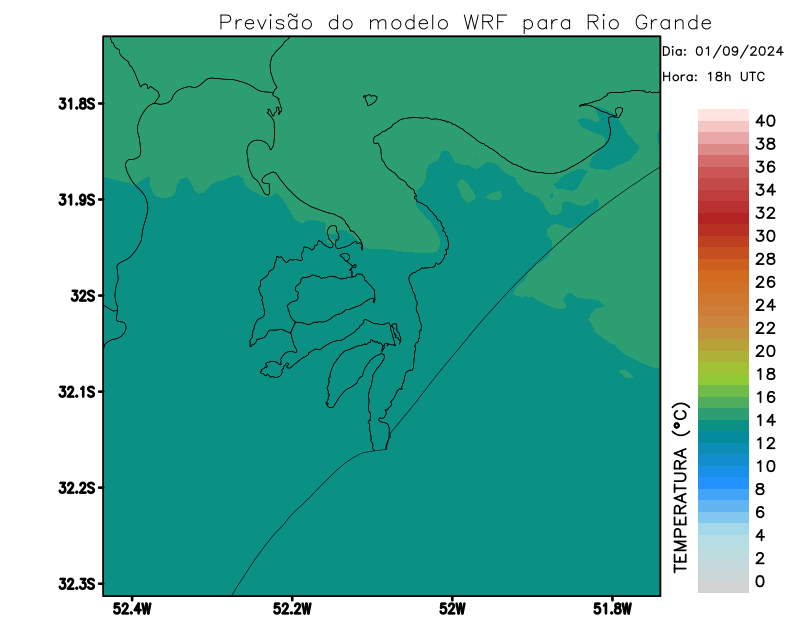 Previsão do modelo WRF para Rio Grande
Dia: 01/09/2024
Hora: 18h UTC
31.8S
31.9S
32S
32.1S
32.2S
32.3S
52.4W
52.2W
52W
51.8W
TEMPERATURA (°C)
40
38
36
34
32
30
28
26
24
22
20
18
16
14
12
10
8
6
4
2
0